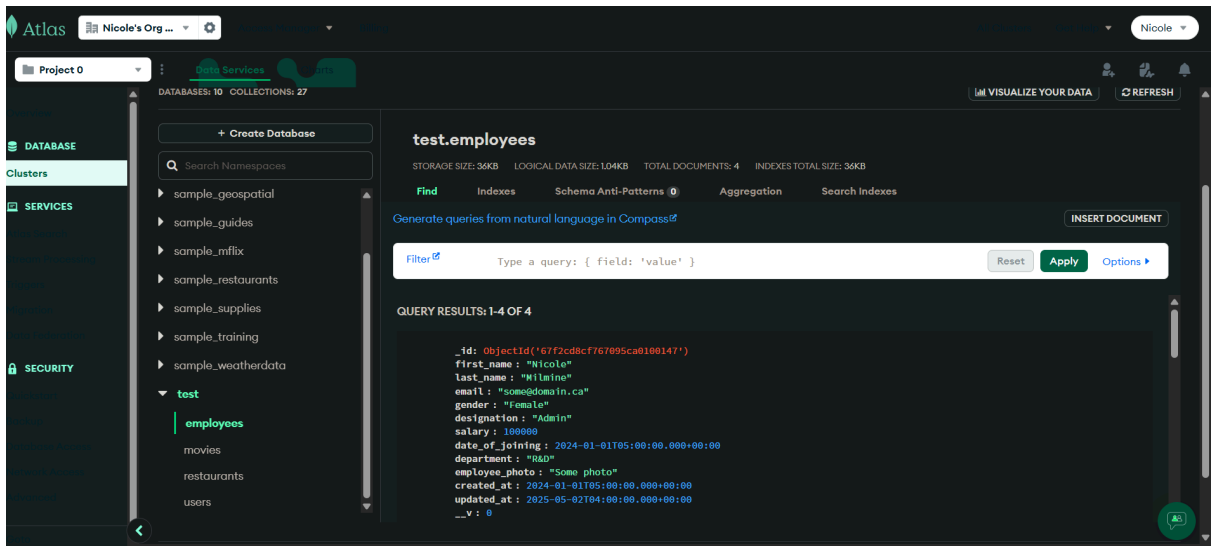 Atlas
Nicole's Org ...
Nicole
Project 0
Data Services
DATABASES: 10 COLLECTIONS: 27
VISUALIZE YOUR DATA
REFRESH
+ Create Database
Search Namespaces
DATABASE
Clusters
SERVICES
SECURITY
sample_geospatial
sample_guides
sample_mflix
sample_restaurants
sample_supplies
sample_training
sample_weatherdata
test
employees
movies
restaurants
users
test.employees
STORAGE SIZE: 36KB LOGICAL DATA SIZE: 1.04KB TOTAL DOCUMENTS: 4 INDEXES TOTAL SIZE: 36KB
Find Indexes Schema Anti-Patterns 0 Aggregation Search Indexes
Generate queries from natural language in Compass
INSERT DOCUMENT
Filter
Type a query: { field: 'value' }
Reset
Apply
Options
QUERY RESULTS: 1-4 OF 4
_id: ObjectId('67f2cd8cf767095ca0100147')
first_name : "Nicole"
last_name : "Milmine"
email : "some@domain.ca"
gender : "Female"
designation : "Admin"
salary : 100000
date_of_joining : 2024-01-01T05:00:00.000+00:00
department : "R&D"
employee_photo : "Some photo"
created_at : 2024-01-01T05:00:00.000+00:00
updated_at : 2025-05-02T04:00:00.000+00:00
__v : 0